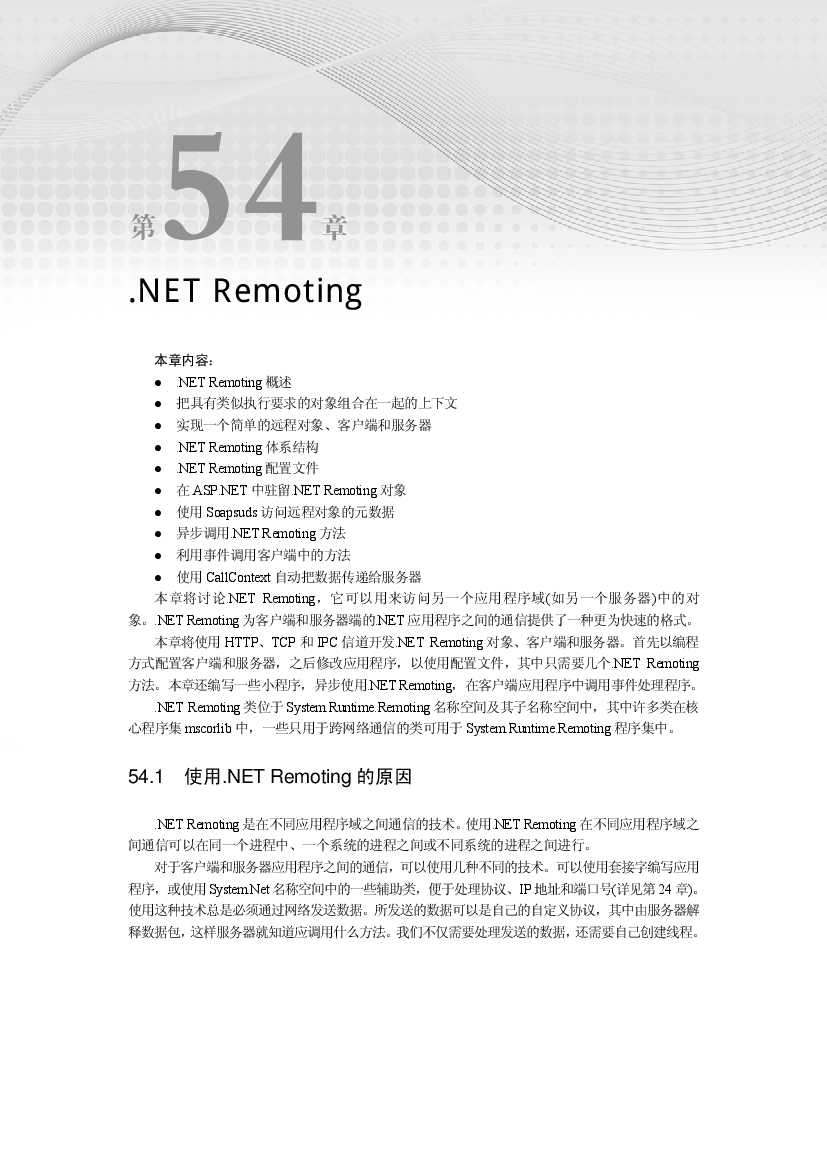 第54章
.NET Remoting
本章内容：
● .NET Remoting 概述
● 把具有类似执行要求的对象组合在一起的上下文
● 实现一个简单的远程对象、客户端和服务器
● .NET Remoting 体系结构
● .NET Remoting 配置文件
● 在 ASP.NET 中驻留.NET Remoting 对象
● 使用 Soapsuds 访问远程对象的元数据
● 异步调用.NET Remoting 方法
● 利用事件调用客户端中的方法
● 使用 CallContext 自动把数据传递给服务器
本章将讨论.NET Remoting，它可以用来访问另一个应用程序域(如另一个服务器)中的对
象。.NET Remoting 为客户端和服务器端的.NET 应用程序之间的通信提供了一种更为快速的格式。
本章将使用 HTTP、TCP 和 IPC 信道开发.NET Remoting 对象、客户端和服务器。首先以编程
方式配置客户端和服务器，之后修改应用程序，以使用配置文件，其中只需要几个.NET Remoting
方法。本章还编写一些小程序，异步使用.NET Remoting，在客户端应用程序中调用事件处理程序。
.NET Remoting 类位于 System.Runtime.Remoting 名称空间及其子名称空间中，其中许多类在核
心程序集 mscorlib 中，一些只用于跨网络通信的类可用于 System.Runtime.Remoting 程序集中。
54.1 使用.NET Remoting 的原因
.NET Remoting 是在不同应用程序域之间通信的技术。使用.NET Remoting 在不同应用程序域之
间通信可以在同一个进程中、一个系统的进程之间或不同系统的进程之间进行。
对于客户端和服务器应用程序之间的通信，可以使用几种不同的技术。可以使用套接字编写应用
程序，或使用 System.Net 名称空间中的一些辅助类，便于处理协议、IP 地址和端口号(详见第 24 章)。
使用这种技术总是必须通过网络发送数据。所发送的数据可以是自己的自定义协议，其中由服务器解
释数据包，这样服务器就知道应调用什么方法。我们不仅需要处理发送的数据，还需要自己创建线程。